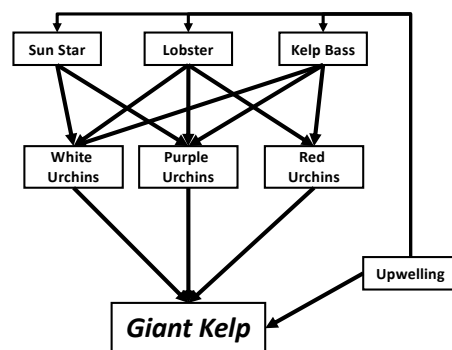 Sun Star
Lobster
Kelp Bass
White
Urchins
Purple
Urchins
Red
Urchins
Upwelling
Giant Kelp